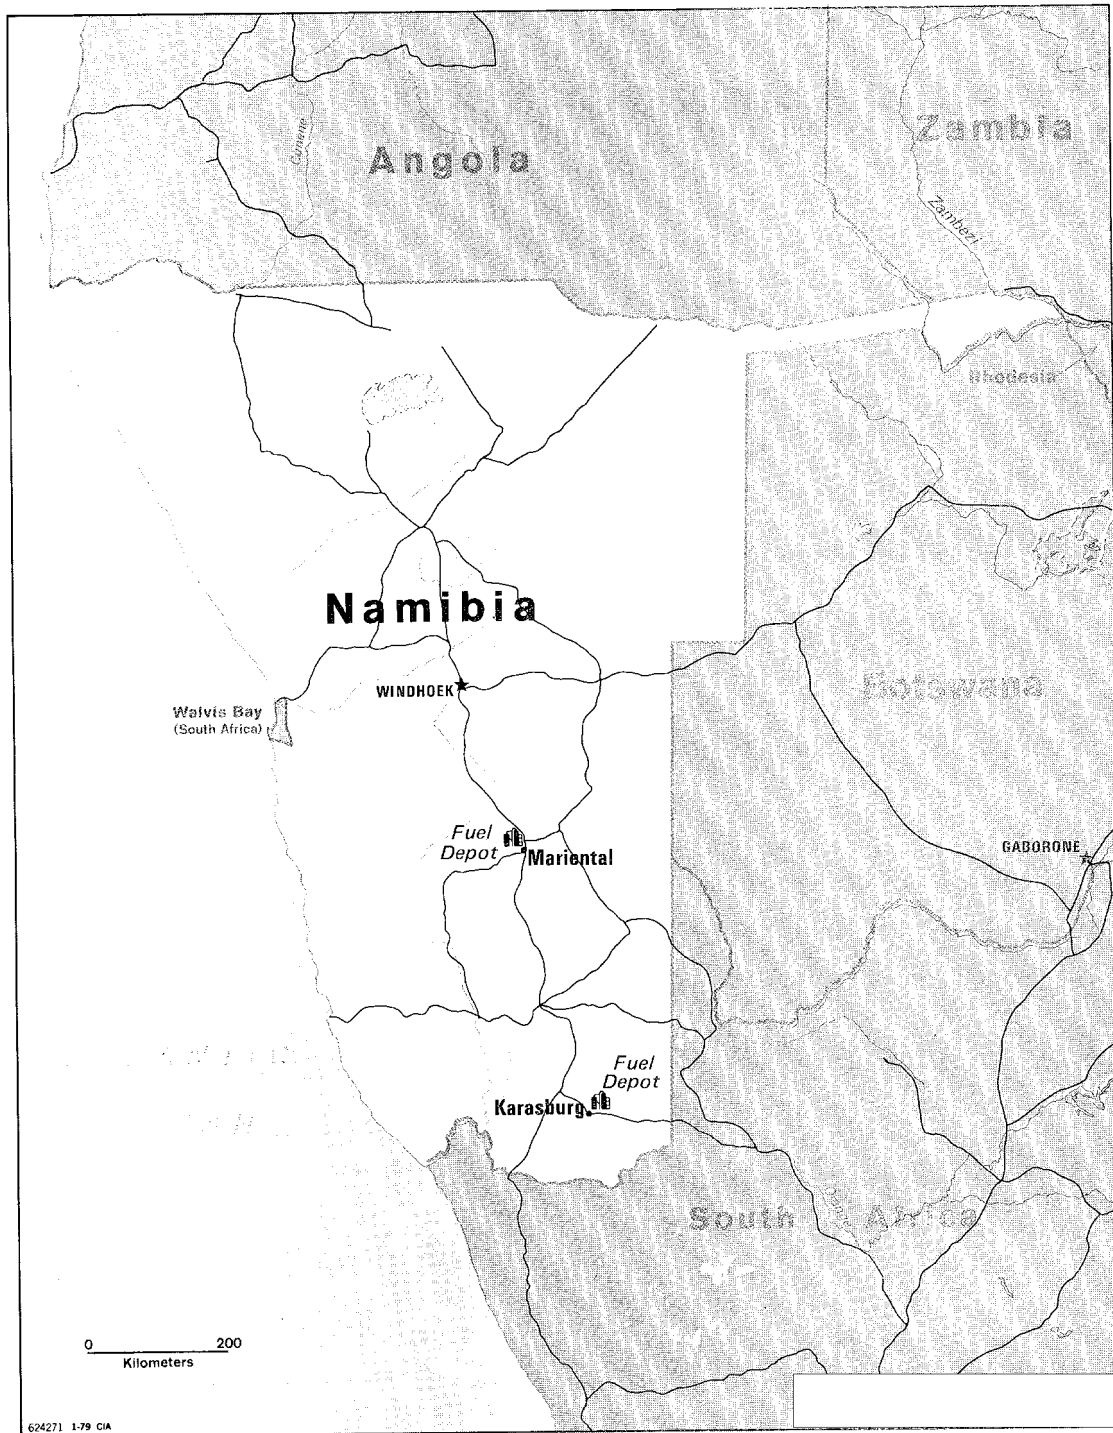 Angola
Zambia
Cunene
Zambezi
Rhodesia
Namibia
WINDHOEK
Botswana
Walvis Bay
(South Africa)
Fuel
Depot
Mariental
GABORONE
Fuel
Depot
Karasburg
South Africa
0 200
Kilometers
624271 1-79 CIA